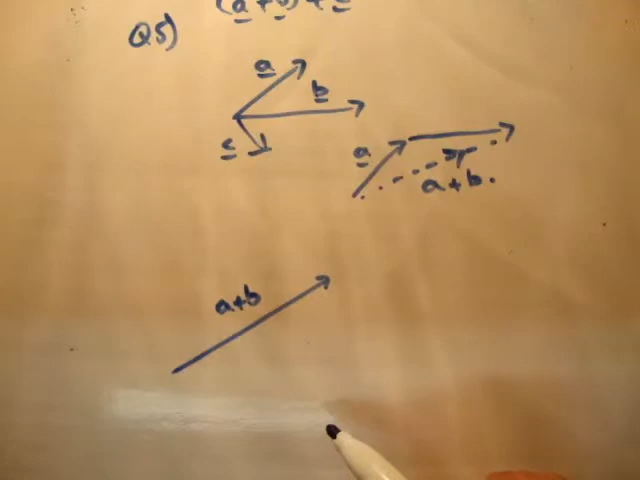 (a + b) + c
Q5)
a
b
c
a
a + b.
a+b